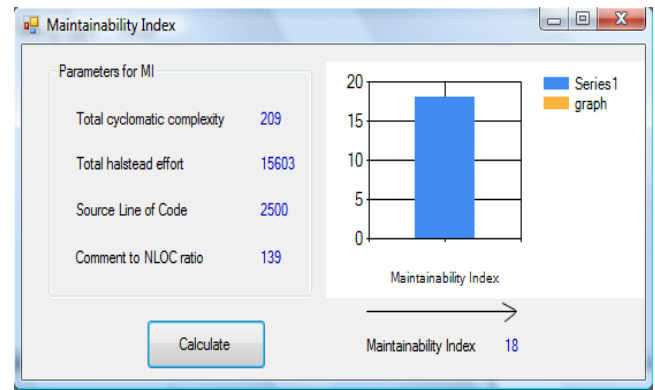 Maintainability Index
Parameters for MI
Total cyclomatic complexity 209
Total halstead effort 15603
Source Line of Code 2500
Comment to NLOC ratio 139
Calculate
20
15
10
5
0
Maintainability Index
Series1
graph
Maintainability Index 18